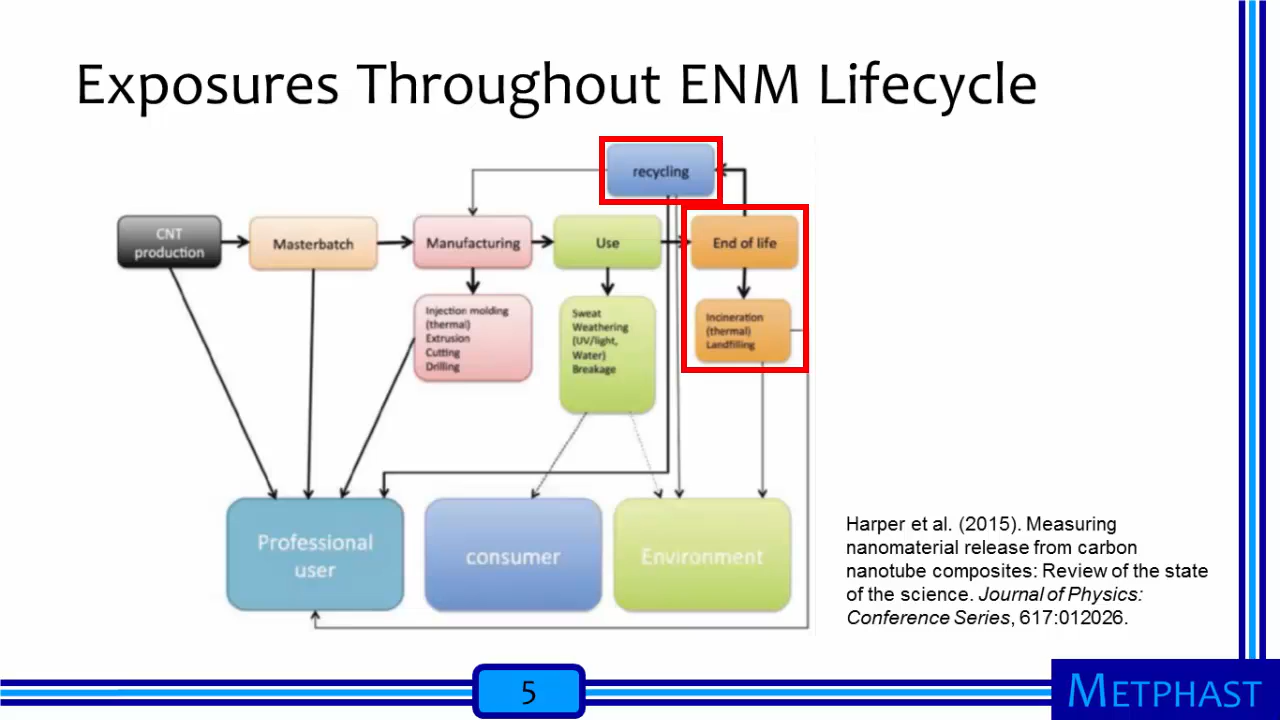 Exposures Throughout ENM Lifecycle
recycling
CNT
production
Masterbatch
Manufacturing
Use
End of life
Injection molding
(thermal)
Extrusion
Cutting
Drilling
Sweat
Weathering
(UV/light,
Water)
Breakage
Incineration
(thermal)
Landfilling
Professional
user
consumer
Environment
Harper et al. (2015). Measuring
nanomaterial release from carbon
nanotube composites: Review of the state
of the science. Journal of Physics:
Conference Series, 617:012026.
5
METPHAST